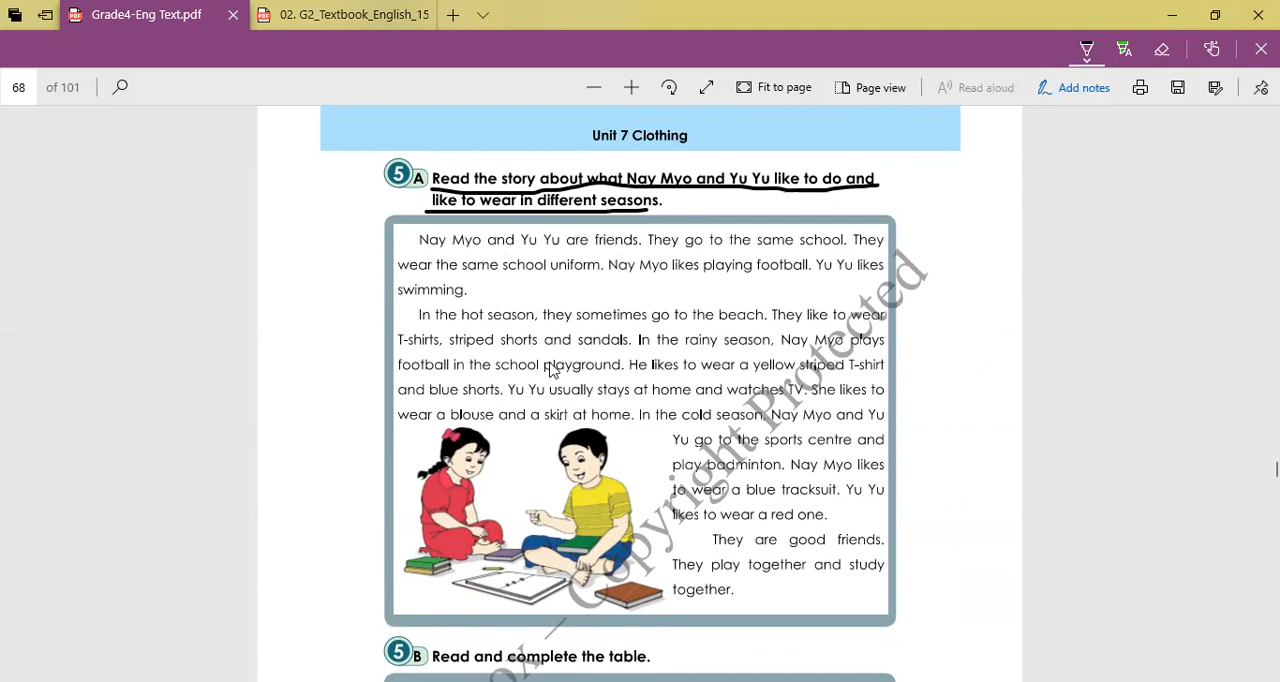 Grade4-Eng Text.pdf
02. G2_Textbook_English_15
68 of 101
Fit to page
Page view
Read aloud
Add notes
Unit 7 Clothing
5 A Read the story about what Nay Myo and Yu Yu like to do and
like to wear in different seasons.
Nay Myo and Yu Yu are friends. They go to the same school. They
wear the same school uniform. Nay Myo likes playing football. Yu Yu likes
swimming.
In the hot season, they sometimes go to the beach. They like to wear
T-shirts, striped shorts and sandals. In the rainy season, Nay Myo plays
football in the school playground. He likes to wear a yellow striped T-shirt
and blue shorts. Yu Yu usually stays at home and watches TV. She likes to
wear a blouse and a skirt at home. In the cold season, Nay Myo and Yu
Yu go to the sports centre and
play badminton. Nay Myo likes
to wear a blue tracksuit. Yu Yu
likes to wear a red one.
They are good friends.
They play together and study
together.
5 B Read and complete the table.
Copyright Protected